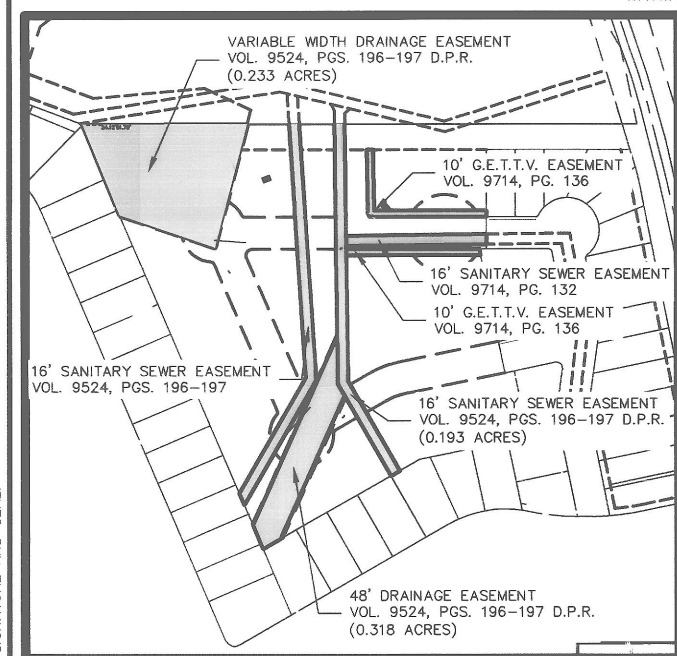 VARIABLE WIDTH DRAINAGE EASEMENT
VOL. 9524, PGS. 196-197 D.P.R.
(0.233 ACRES)
10' G.E.T.T.V. EASEMENT
VOL. 9714, PG. 136
16' SANITARY SEWER EASEMENT
VOL. 9714, PG. 132
10' G.E.T.T.V. EASEMENT
VOL. 9714, PG. 136
16' SANITARY SEWER EASEMENT
VOL. 9524, PGS. 196-197
16' SANITARY SEWER EASEMENT
VOL. 9524, PGS. 196-197 D.P.R.
(0.193 ACRES)
48' DRAINAGE EASEMENT
VOL. 9524, PGS. 196-197 D.P.R.
(0.318 ACRES)